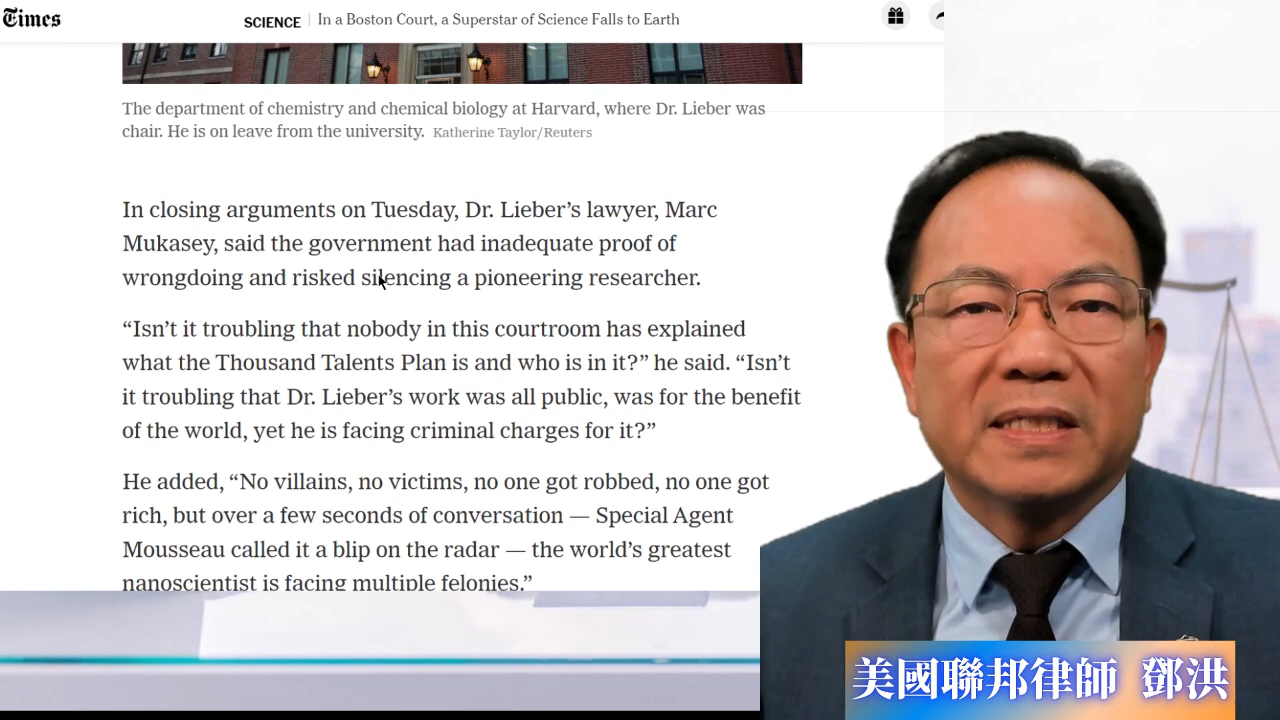 Times
SCIENCE | In a Boston Court, a Superstar of Science Falls to Earth
The department of chemistry and chemical biology at Harvard, where Dr. Lieber was
chair. He is on leave from the university. Katherine Taylor/Reuters
In closing arguments on Tuesday, Dr. Lieber’s lawyer, Marc
Mukasey, said the government had inadequate proof of
wrongdoing and risked silencing a pioneering researcher.
“Isn’t it troubling that nobody in this courtroom has explained
what the Thousand Talents Plan is and who is in it?” he said. “Isn’t
it troubling that Dr. Lieber’s work was all public, was for the benefit
of the world, yet he is facing criminal charges for it?”
He added, “No villains, no victims, no one got robbed, no one got
rich, but over a few seconds of conversation — Special Agent
Mousseau called it a blip on the radar — the world’s greatest
nanoscientist is facing multiple felonies.”
美國聯邦律師 鄧洪